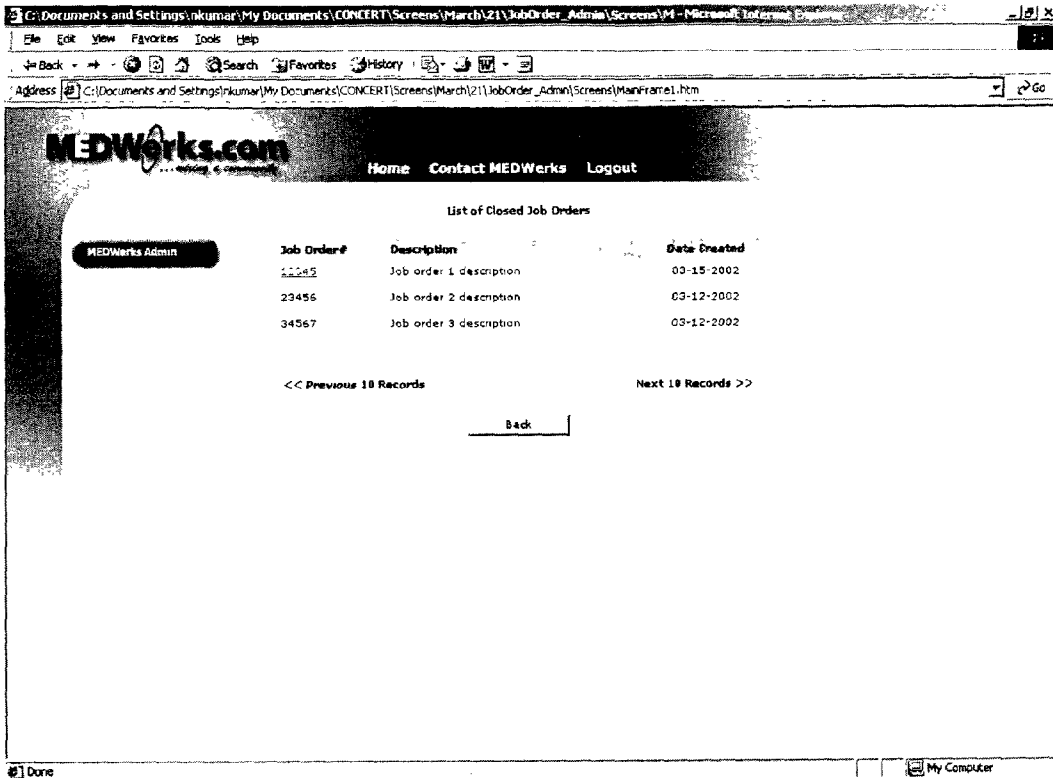 C:\Documents and Settings\nkumar\My Documents\CONCERT\Screens\March\21\JobOrder_Admin\Screens\M - Microsoft Internet
File Edit View Favorites Tools Help
Back Search Favorites History
Address C:\Documents and Settings\nkumar\My Documents\CONCERT\Screens\March\21\JobOrder_Admin\Screens\MainFrame1.htm Go
MEDWerks.com
Home Contact MEDWerks Logout
List of Closed Job Orders
MEDWerks Admin
Job Order# Description Date Created
12345 Job order 1 description 03-15-2002
23456 Job order 2 description 03-12-2002
34567 Job order 3 description 03-12-2002
<< Previous 10 Records Next 10 Records >>
Back
Done My Computer